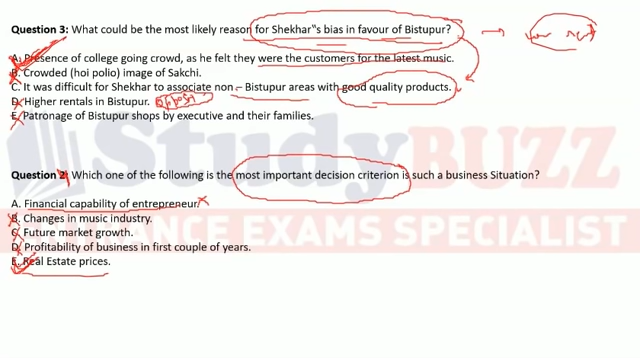 Question 3: What could be the most likely reason for Shekhar"s bias in favour of Bistupur?
A. Presence of college going crowd, as he felt they were the customers for the latest music.
B. Crowded (hoi polio) image of Sakchi.
C. It was difficult for Shekhar to associate non – Bistupur areas with good quality products.
D. Higher rentals in Bistupur.
E. Patronage of Bistupur shops by executive and their families.
Question 2: Which one of the following is the most important decision criterion is such a business Situation?
A. Financial capability of entrepreneur.
B. Changes in music industry.
C. Future market growth.
D. Profitability of business in first couple of years.
E. Real Estate prices.
StudyBUZZ
EXAMS SPECIALIST